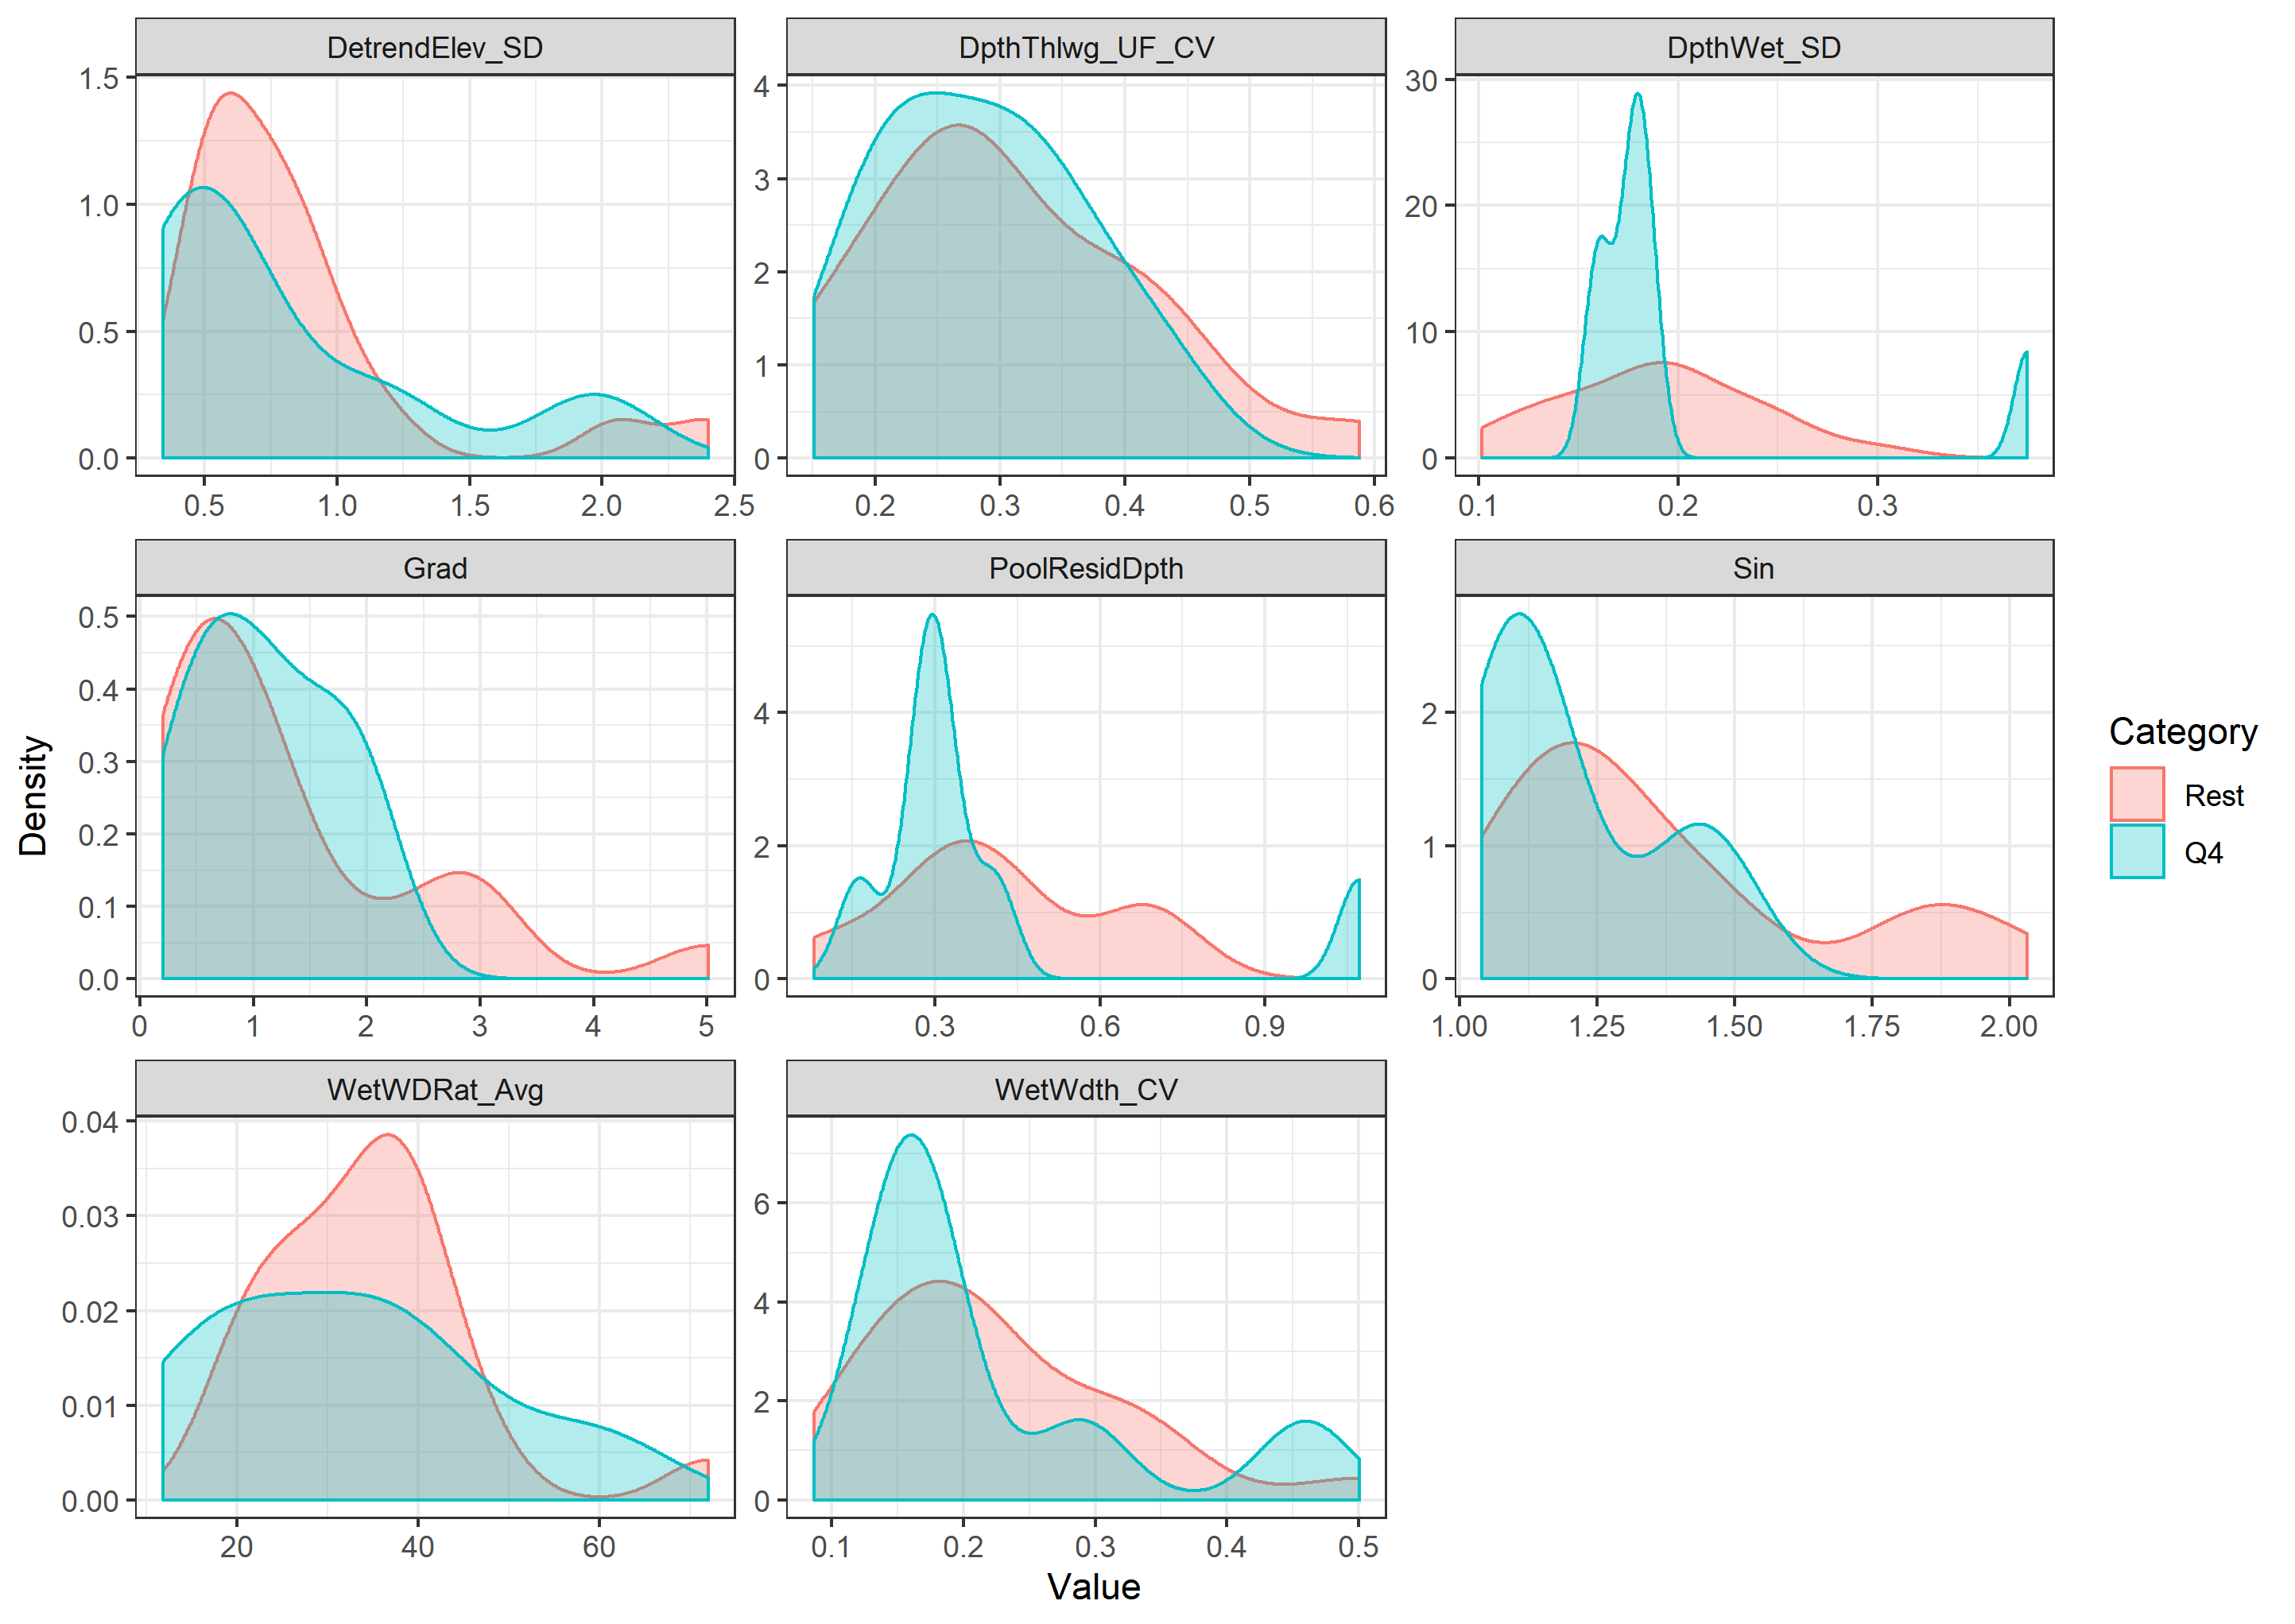 DetrendElev_SD
DpthThlwg_UF_CV
DpthWet_SD
1.5
1.0
0.5
0.0
0.5 1.0 1.5 2.0 2.5
4
3
2
1
0
0.2 0.3 0.4 0.5 0.6
30
20
10
0
0.1 0.2 0.3
Grad
PoolResidDpth
Sin
0.5
0.4
0.3
0.2
0.1
0.0
0 1 2 3 4 5
4
2
0
0.3 0.6 0.9
2
1
0
1.00 1.25 1.50 1.75 2.00
WetWDRat_Avg
WetWdth_CV
0.04
0.03
0.02
0.01
0.00
20 40 60
6
4
2
0
0.1 0.2 0.3 0.4 0.5
Density
Value
Category
Rest
Q4